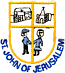 ST. JOHN OF JERUSALEM